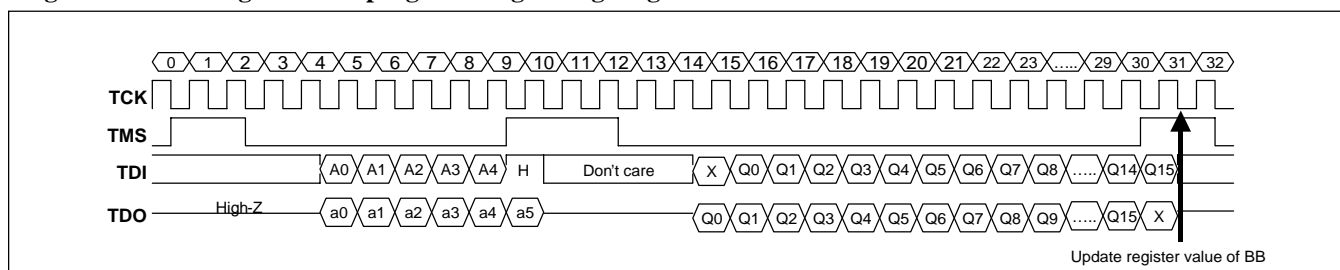 0 1 2 3 4 5 6 7 8 9 10 11 12 13 14 15 16 17 18 19 20 21 22 23 ..... 29 30 31 32
TCK
TMS
TDI A0 A1 A2 A3 A4 H Don't care X Q0 Q1 Q2 Q3 Q4 Q5 Q6 Q7 Q8 ..... Q14 Q15
TDO High-Z a0 a1 a2 a3 a4 a5 Q0 Q1 Q2 Q3 Q4 Q5 Q6 Q7 Q8 Q9 ..... Q15 X
Update register value of BB